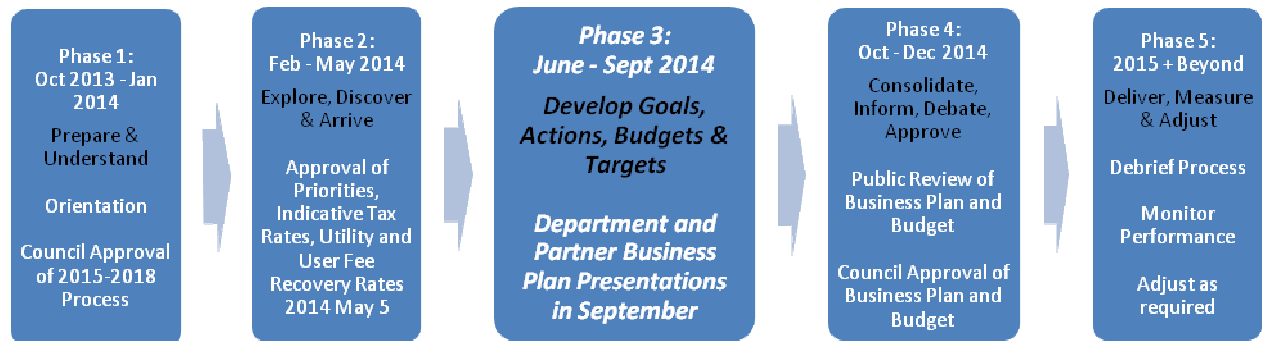 Phase 1:
Oct 2013 - Jan
2014
Prepare &
Understand
Orientation
Council Approval
of 2015-2018
Process
Phase 2:
Feb - May 2014
Explore, Discover
& Arrive
Approval of
Priorities,
Indicative Tax
Rates, Utility and
User Fee
Recovery Rates
2014 May 5
Phase 3:
June - Sept 2014
Develop Goals,
Actions, Budgets &
Targets
Department and
Partner Business
Plan Presentations
in September
Phase 4:
Oct - Dec 2014
Consolidate,
Inform, Debate,
Approve
Public Review of
Business Plan and
Budget
Council Approval of
Business Plan and
Budget
Phase 5:
2015 + Beyond
Deliver, Measure
& Adjust
Debrief Process
Monitor
Performance
Adjust as
required